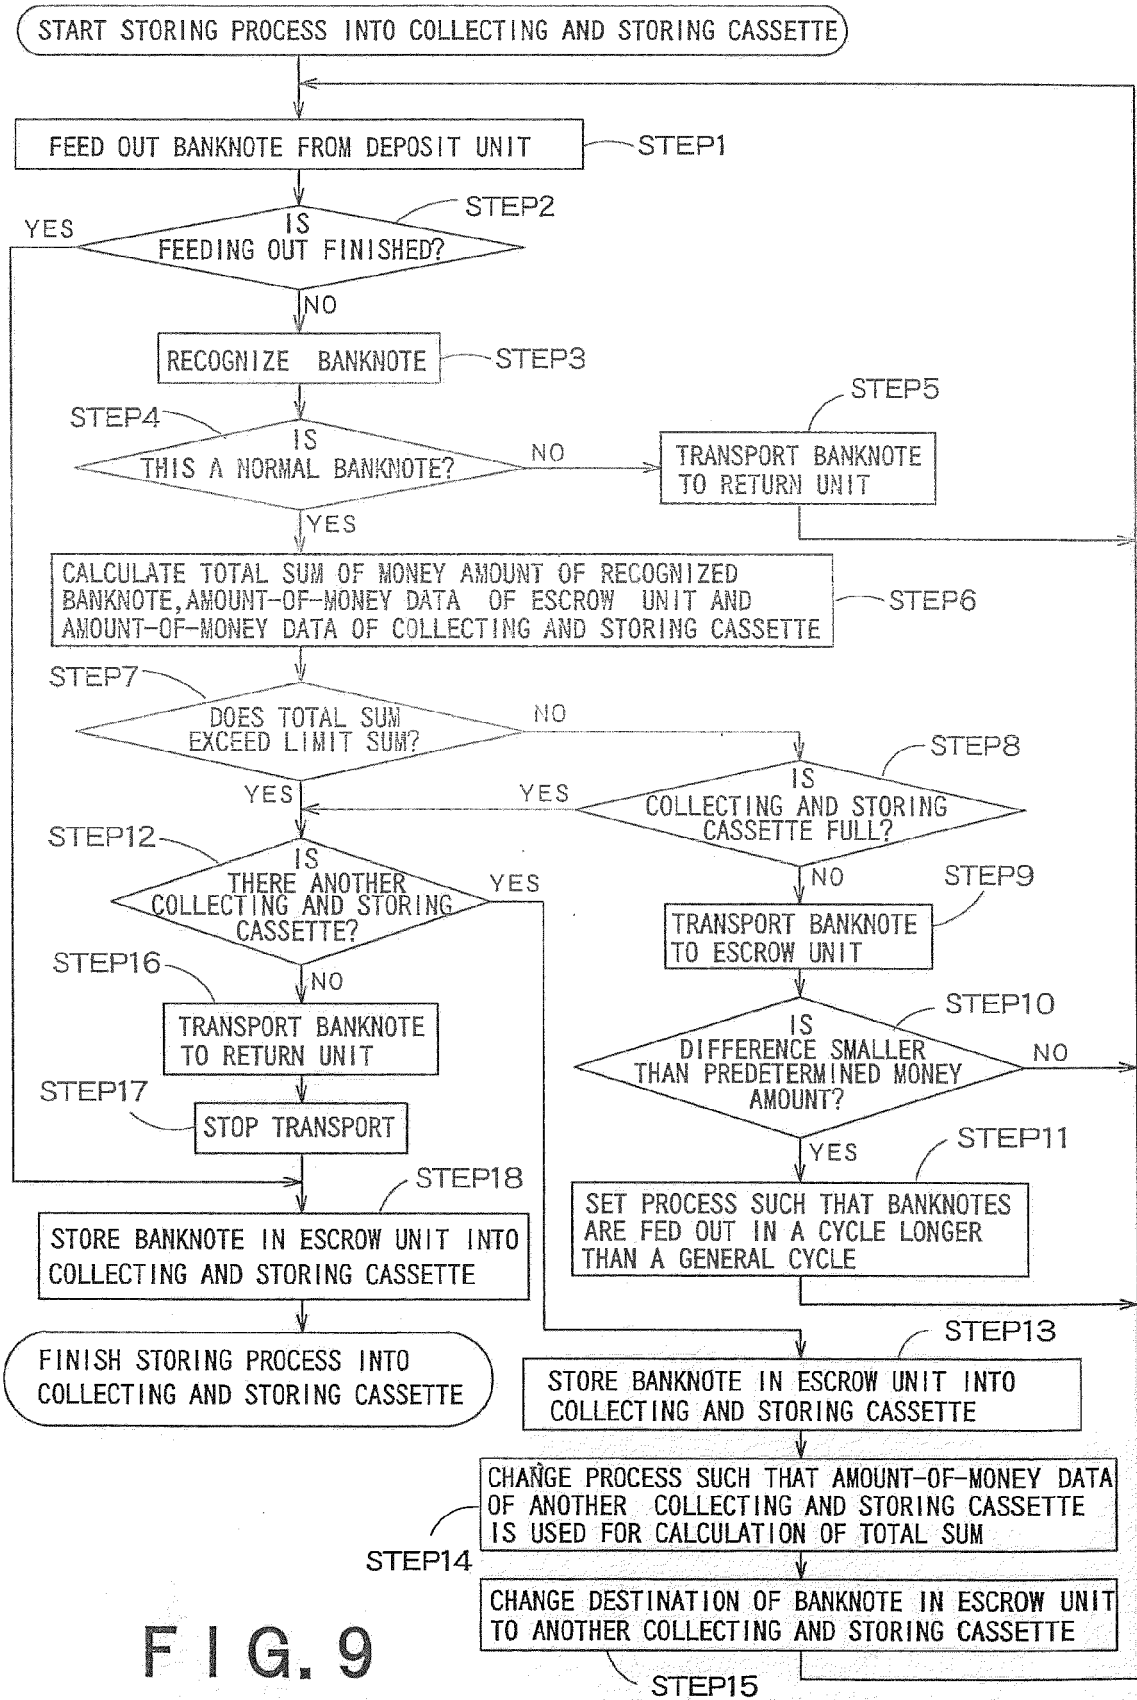 START STORING PROCESS INTO COLLECTING AND STORING CASSETTE
FEED OUT BANKNOTE FROM DEPOSIT UNIT
STEP1
STEP2
YES
IS
FEEDING OUT FINISHED?
NO
RECOGNIZE BANKNOTE
STEP3
STEP4
IS
THIS A NORMAL BANKNOTE?
NO
STEP5
TRANSPORT BANKNOTE
TO RETURN UNIT
YES
CALCULATE TOTAL SUM OF MONEY AMOUNT OF RECOGNIZED
BANKNOTE, AMOUNT-OF-MONEY DATA OF ESCROW UNIT AND
AMOUNT-OF-MONEY DATA OF COLLECTING AND STORING CASSETTE
STEP6
STEP7
DOES TOTAL SUM
EXCEED LIMIT SUM?
NO
YES
STEP8
IS
COLLECTING AND STORING
CASSETTE FULL?
YES
NO
STEP12
IS
THERE ANOTHER
COLLECTING AND STORING
CASSETTE?
YES
NO
STEP9
TRANSPORT BANKNOTE
TO ESCROW UNIT
STEP10
IS
DIFFERENCE SMALLER
THAN PREDETERMINED MONEY
AMOUNT?
NO
YES
STEP16
TRANSPORT BANKNOTE
TO RETURN UNIT
STEP17
STOP TRANSPORT
STEP11
SET PROCESS SUCH THAT BANKNOTES
ARE FED OUT IN A CYCLE LONGER
THAN A GENERAL CYCLE
STEP18
STORE BANKNOTE IN ESCROW UNIT INTO
COLLECTING AND STORING CASSETTE
FINISH STORING PROCESS INTO
COLLECTING AND STORING CASSETTE
STEP13
STORE BANKNOTE IN ESCROW UNIT INTO
COLLECTING AND STORING CASSETTE
CHANGE PROCESS SUCH THAT AMOUNT-OF-MONEY DATA
OF ANOTHER COLLECTING AND STORING CASSETTE
IS USED FOR CALCULATION OF TOTAL SUM
STEP14
CHANGE DESTINATION OF BANKNOTE IN ESCROW UNIT
TO ANOTHER COLLECTING AND STORING CASSETTE
STEP15
FIG. 9